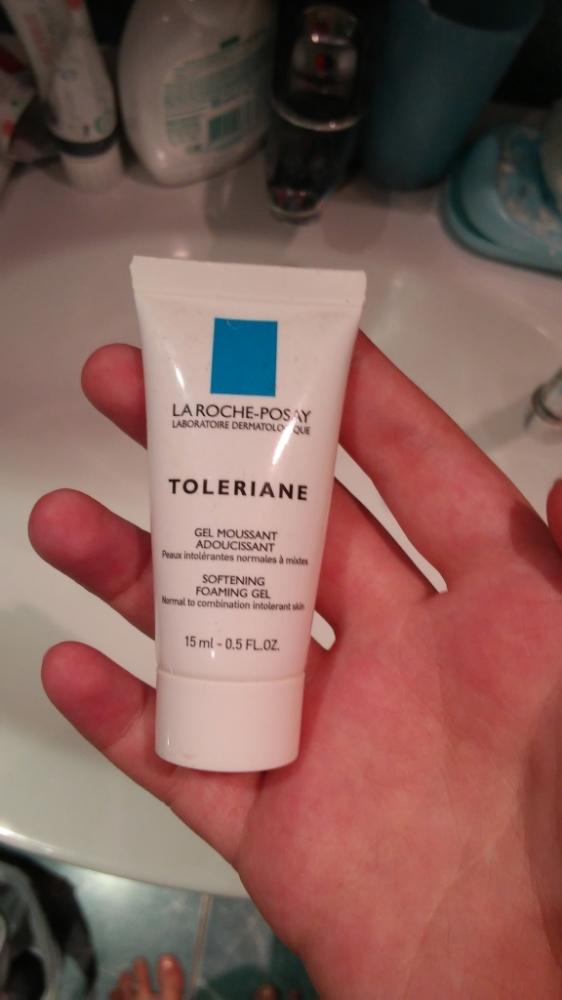 LA ROCHE-POSAY
LABORATOIRE DERMATOLOGIQUE
TOLERIANE
GEL MOUSSANT
ADOUCISSANT
Peaux intolérantes normales à mixtes
SOFTENING
FOAMING GEL
Normal to combination intolerant skin
15 ml - 0.5 FL.OZ.